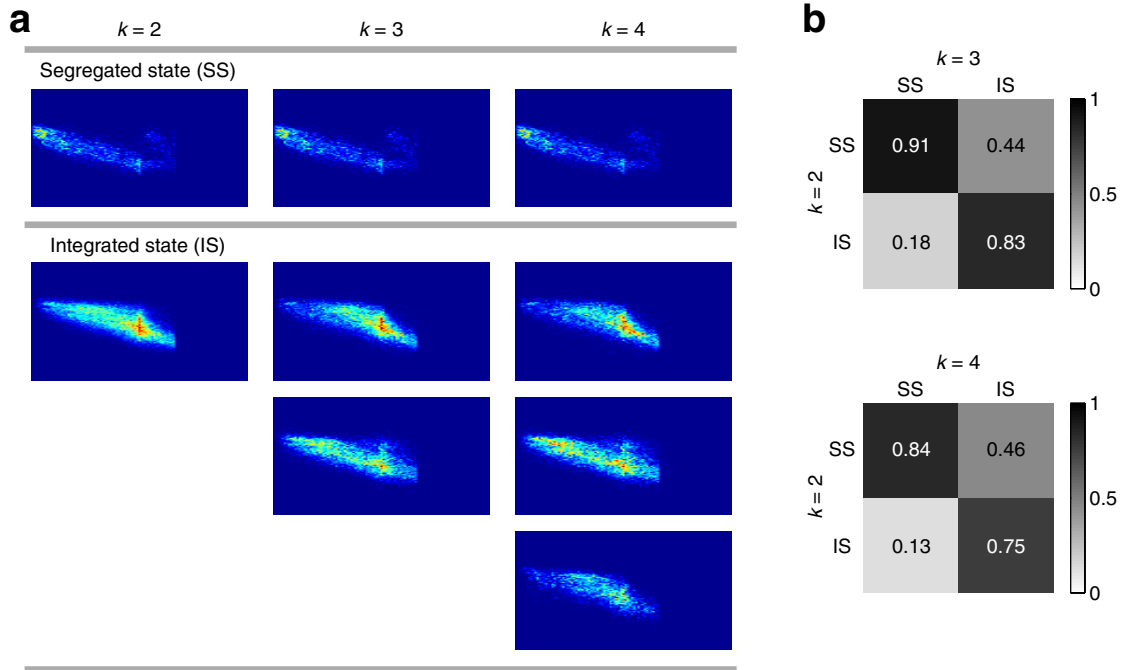 a
k = 2 k = 3 k = 4
Segregated state (SS)
Integrated state (IS)
b
k = 3
SS IS
k = 2
SS 0.91 0.44
IS 0.18 0.83
1
0.5
0
k = 4
SS IS
k = 2
SS 0.84 0.46
IS 0.13 0.75
1
0.5
0